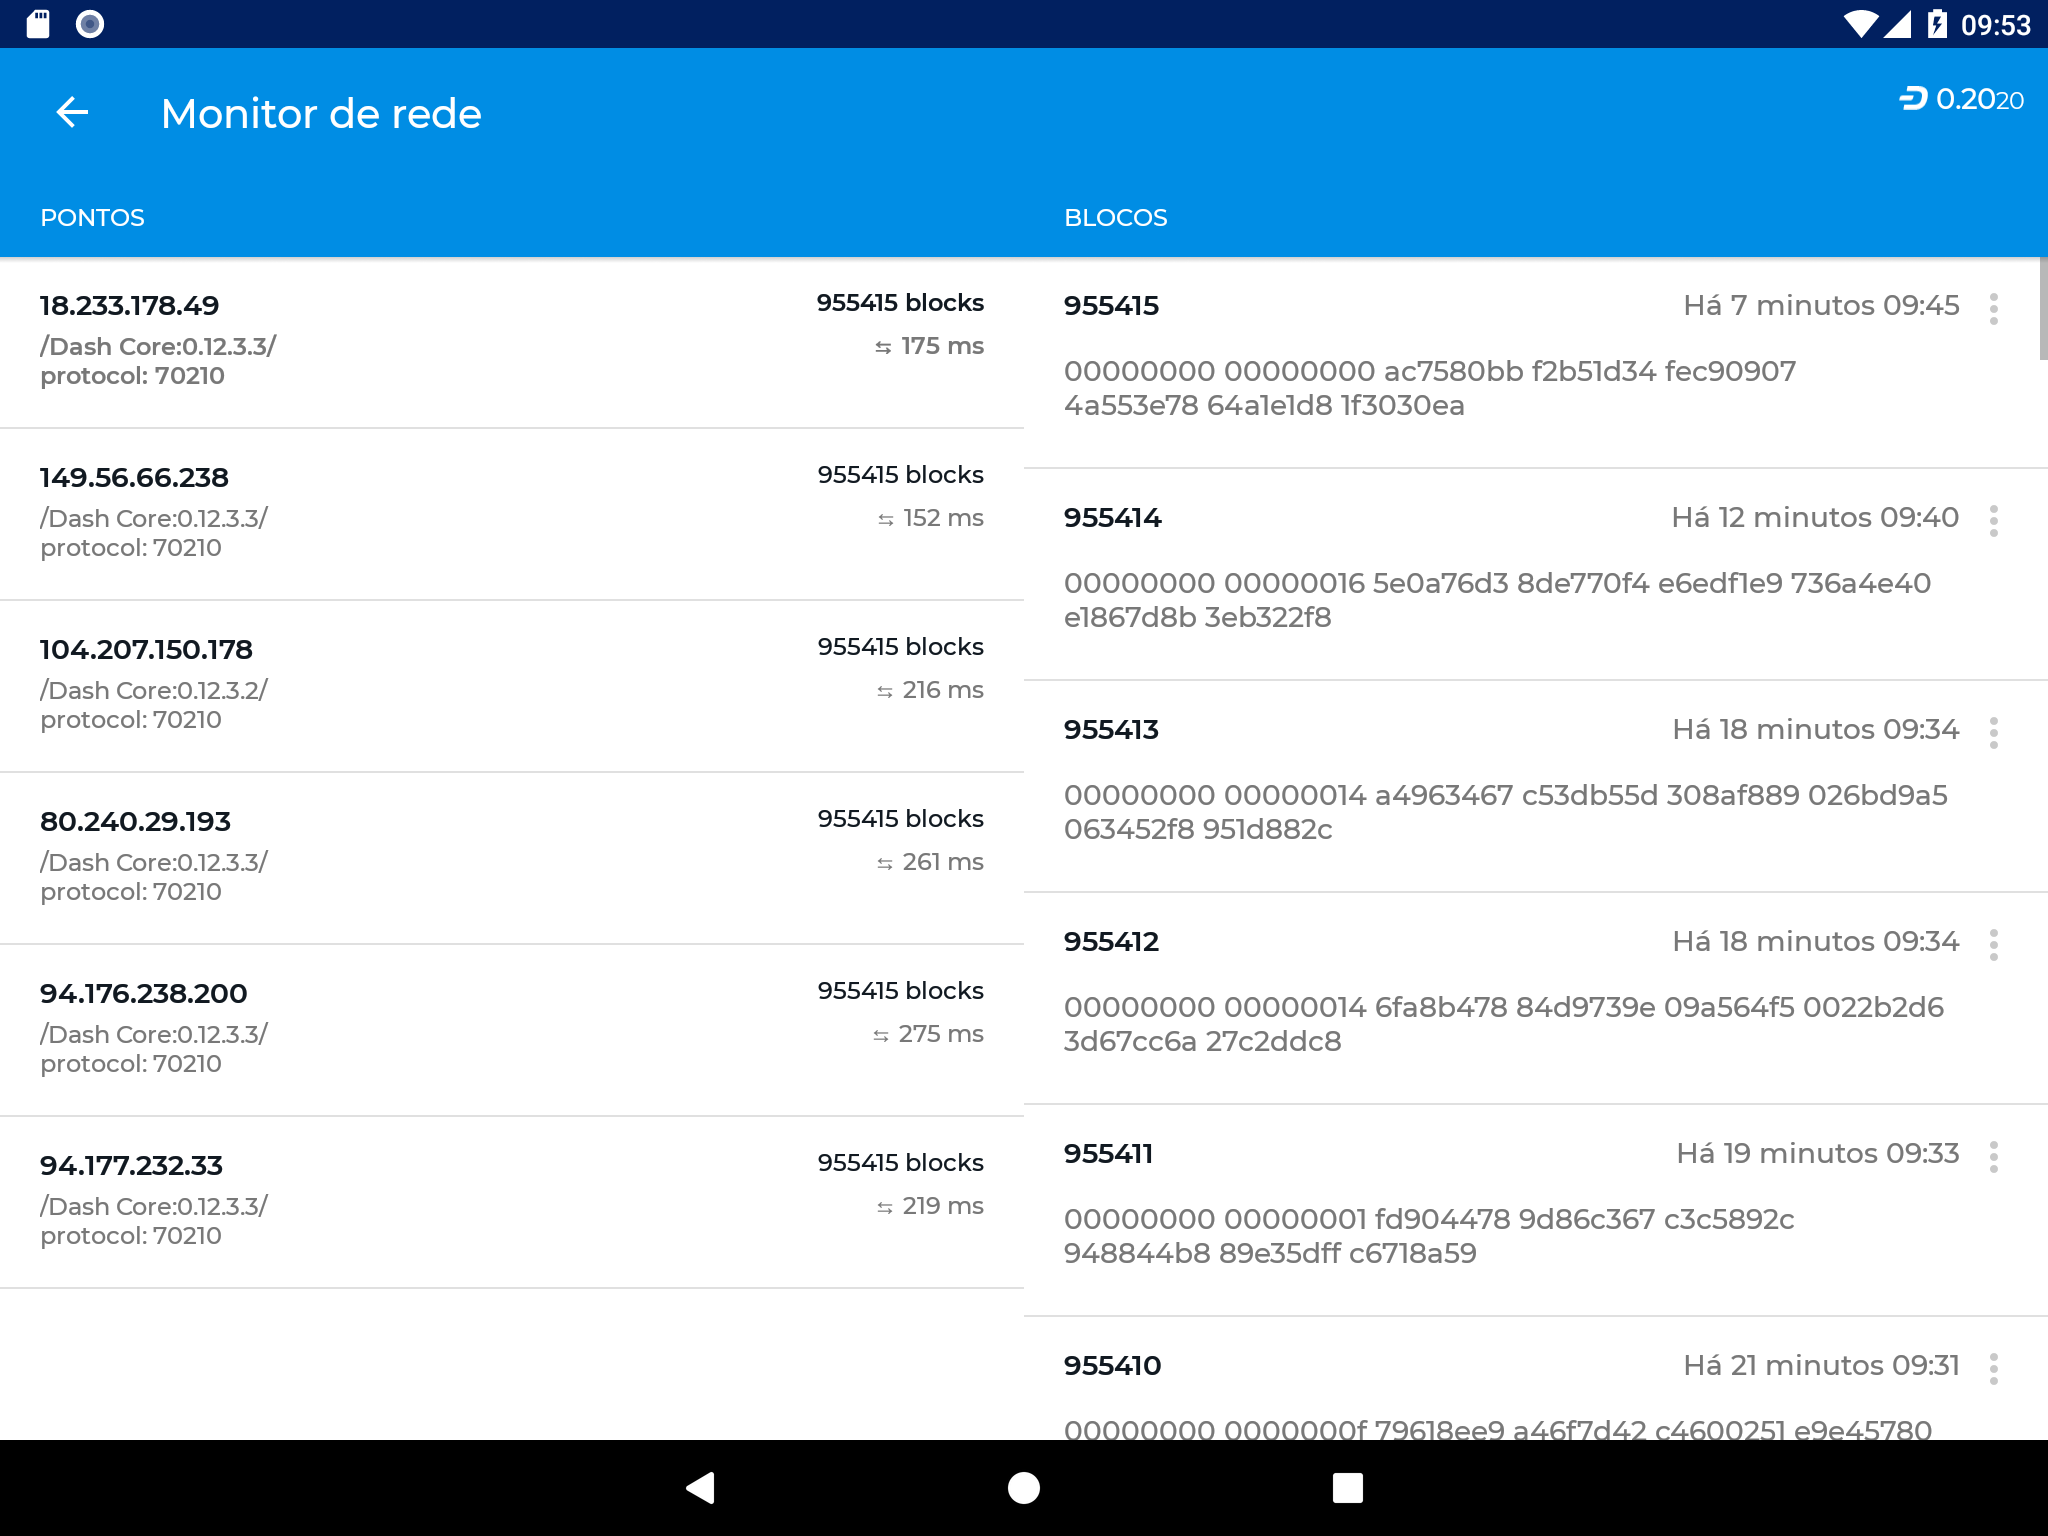 09:53
Monitor de rede
0.2020
PONTOS
BLOCOS
18.233.178.49
955415 blocks
/Dash Core:0.12.3.3/
⇆ 175 ms
protocol: 70210
149.56.66.238
955415 blocks
/Dash Core:0.12.3.3/
⇆ 152 ms
protocol: 70210
104.207.150.178
955415 blocks
/Dash Core:0.12.3.2/
⇆ 216 ms
protocol: 70210
80.240.29.193
955415 blocks
/Dash Core:0.12.3.3/
⇆ 261 ms
protocol: 70210
94.176.238.200
955415 blocks
/Dash Core:0.12.3.3/
⇆ 275 ms
protocol: 70210
94.177.232.33
955415 blocks
/Dash Core:0.12.3.3/
⇆ 219 ms
protocol: 70210
955415
Há 7 minutos 09:45
00000000 00000000 ac7580bb f2b51d34 fec90907
4a553e78 64a1e1d8 1f3030ea
955414
Há 12 minutos 09:40
00000000 00000016 5e0a76d3 8de770f4 e6edf1e9 736a4e40
e1867d8b 3eb322f8
955413
Há 18 minutos 09:34
00000000 00000014 a4963467 c53db55d 308af889 026bd9a5
063452f8 951d882c
955412
Há 18 minutos 09:34
00000000 00000014 6fa8b478 84d9739e 09a564f5 0022b2d6
3d67cc6a 27c2ddc8
955411
Há 19 minutos 09:33
00000000 00000001 fd904478 9d86c367 c3c5892c
948844b8 89e35dff c6718a59
955410
Há 21 minutos 09:31
00000000 0000000f 79618ee9 a46f7d42 c4600251 e9e45780